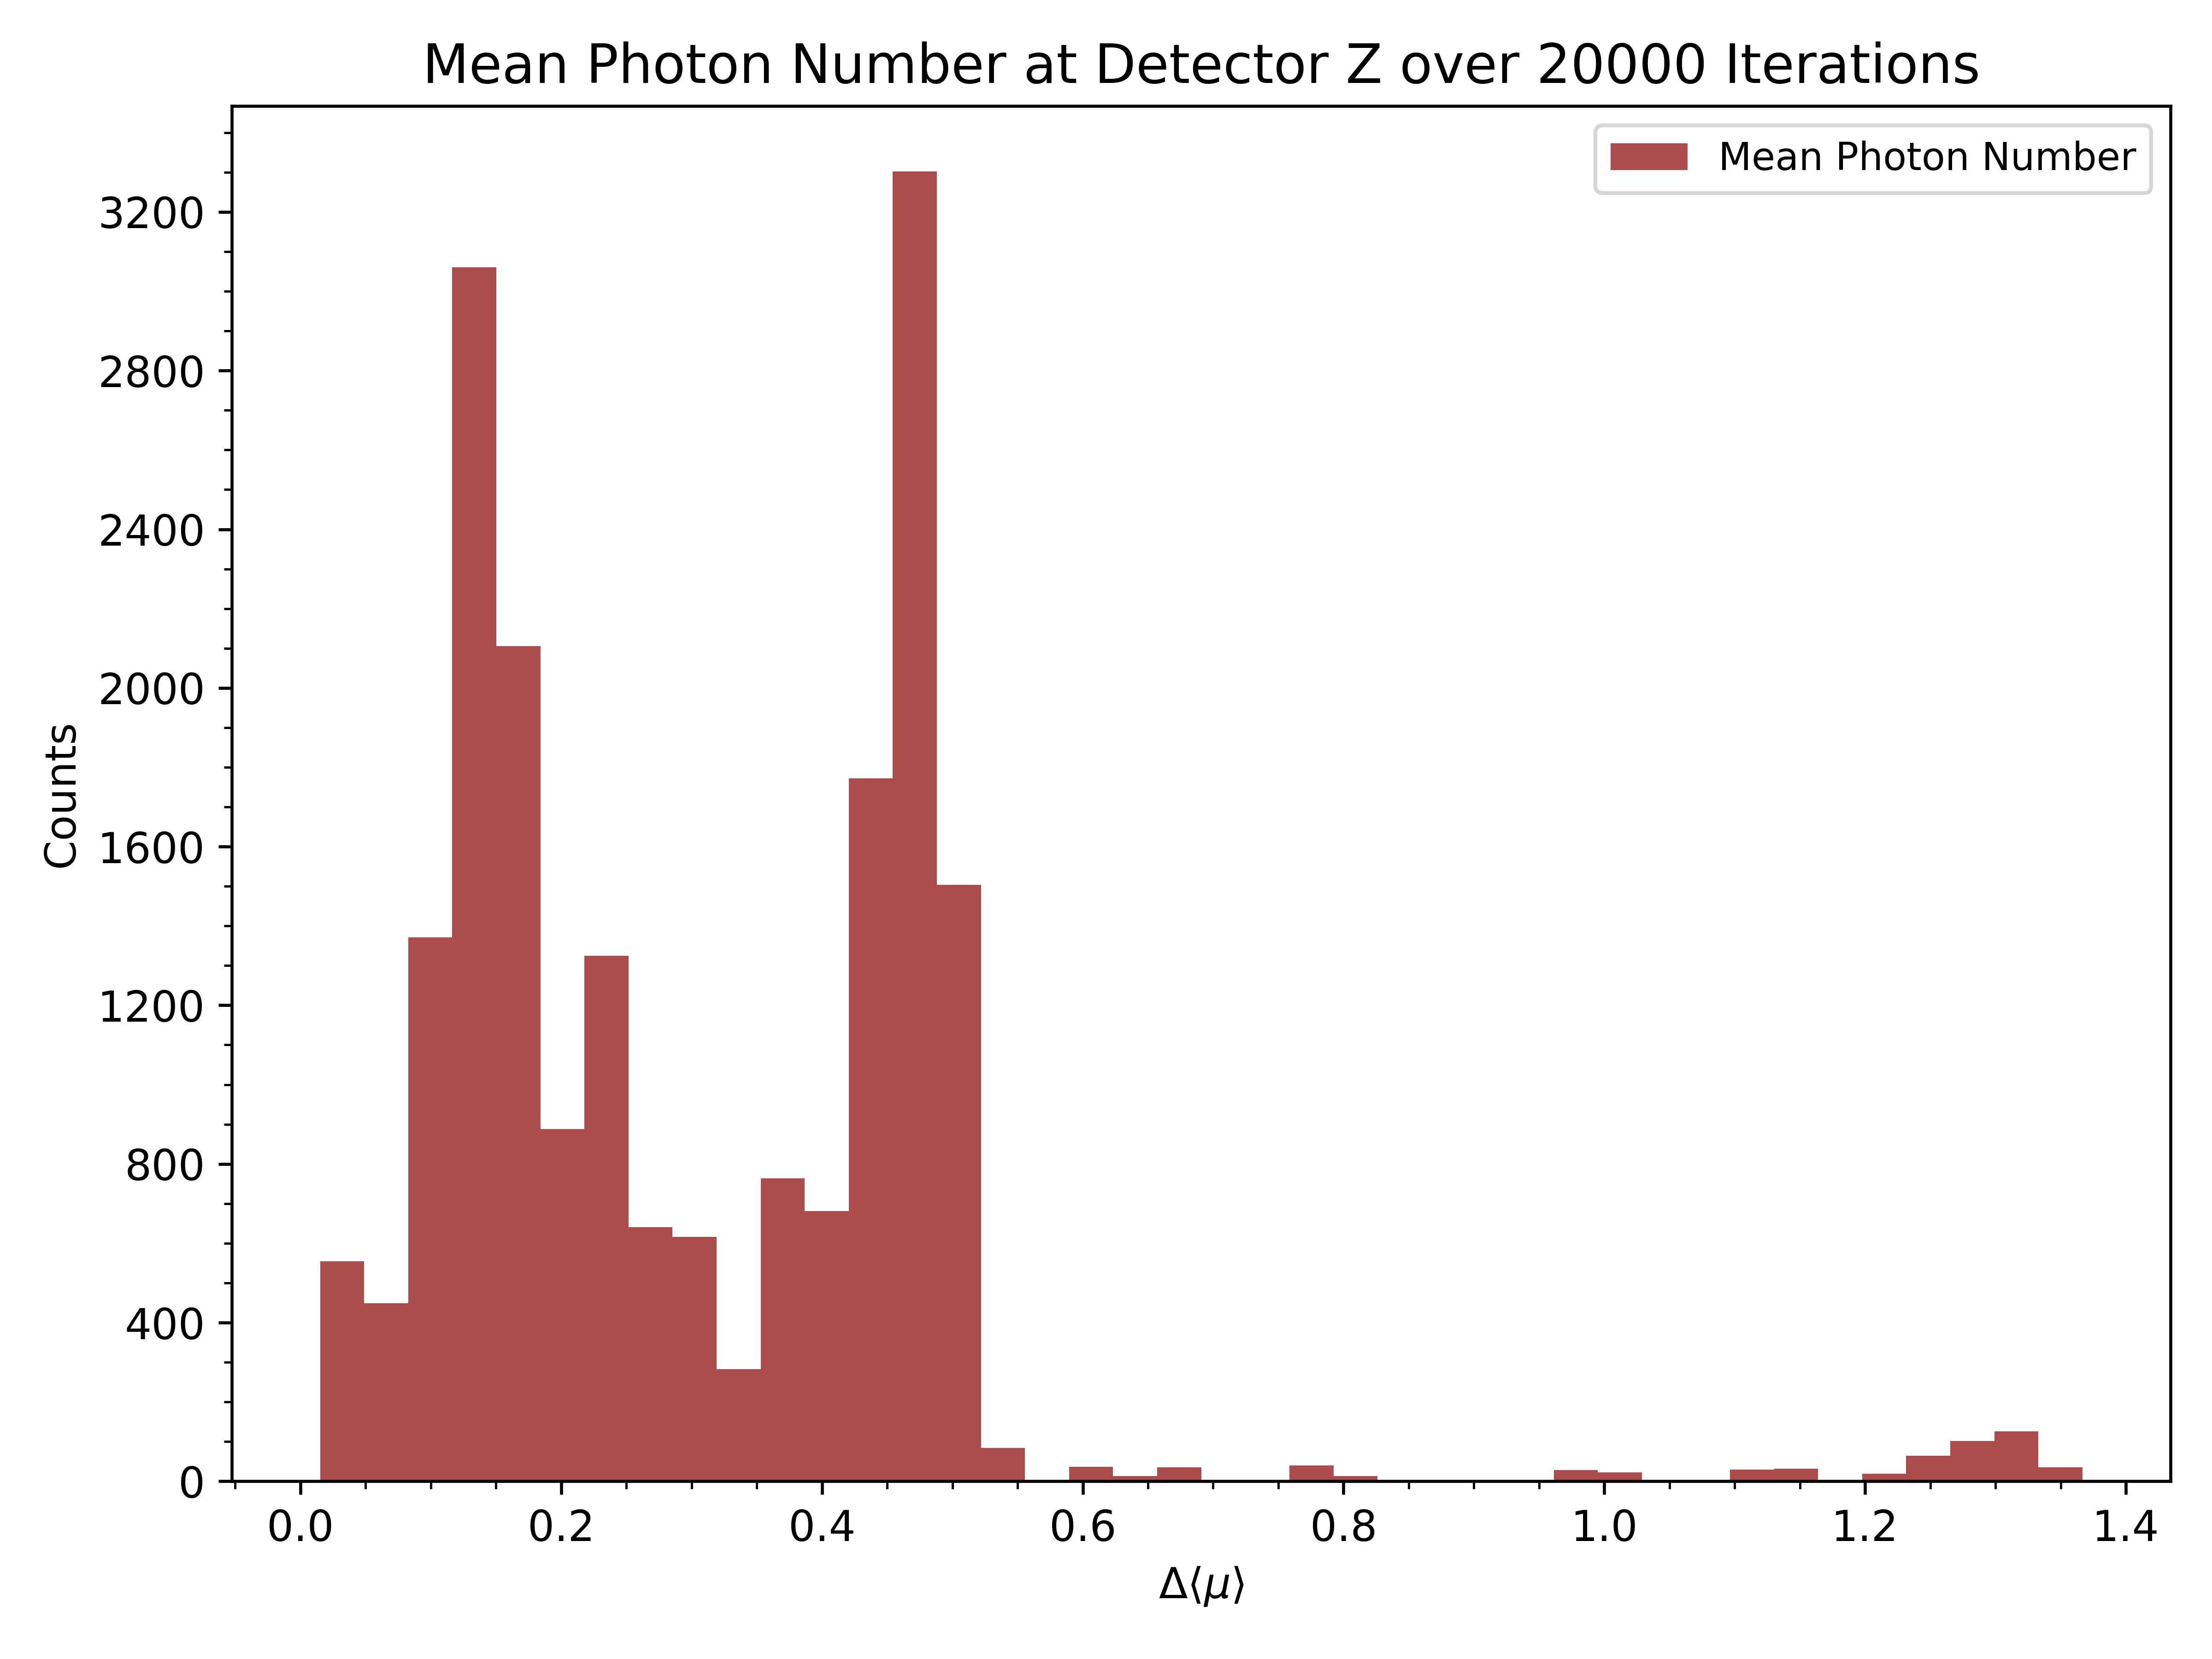 Mean Photon Number at Detector Z over 20000 Iterations
Mean Photon Number
3200
2800
2400
2000
1600
1200
800
400
0
Counts
0.0 0.2 0.4 0.6 0.8 1.0 1.2 1.4
Δ⟨μ⟩